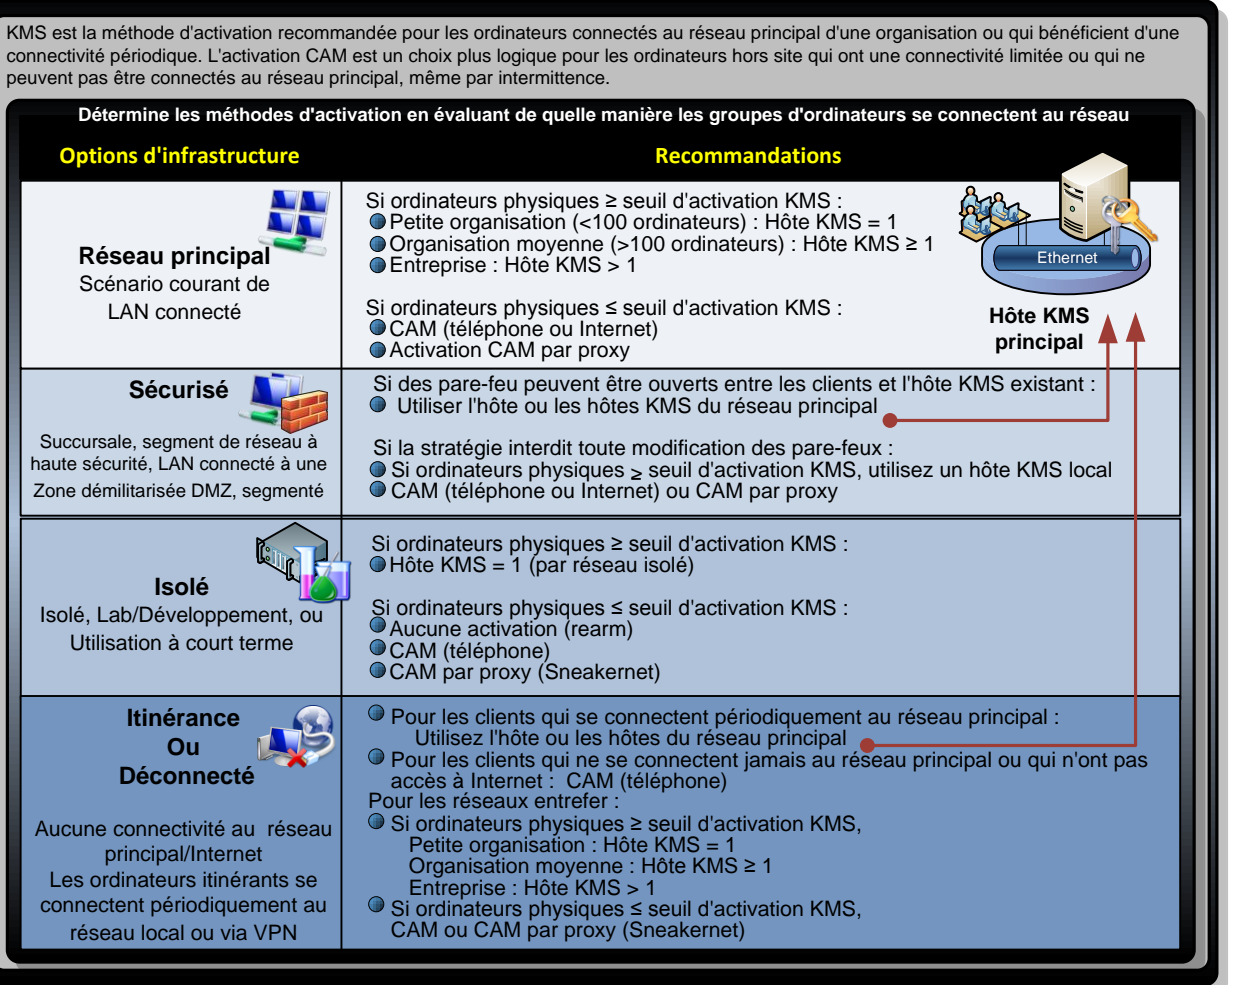 KMS est la méthode d'activation recommandée pour les ordinateurs connectés au réseau principal d'une organisation ou qui bénéficient d'une
connectivité périodique. L'activation CAM est un choix plus logique pour les ordinateurs hors site qui ont une connectivité limitée ou qui ne
peuvent pas être connectés au réseau principal, même par intermittence.
Détermine les méthodes d'activation en évaluant de quelle manière les groupes d'ordinateurs se connectent au réseau
Options d'infrastructure
Recommandations
Réseau principal
Scénario courant de
LAN connecté
Si ordinateurs physiques ≥ seuil d'activation KMS :
Petite organisation (<100 ordinateurs) : Hôte KMS = 1
Organisation moyenne (>100 ordinateurs) : Hôte KMS ≥ 1
Entreprise : Hôte KMS > 1
Si ordinateurs physiques ≤ seuil d'activation KMS :
CAM (téléphone ou Internet)
Activation CAM par proxy
Ethernet
Hôte KMS
principal
Sécurisé
Succursale, segment de réseau à
haute sécurité, LAN connecté à une
Zone démilitarisée DMZ, segmenté
Si des pare-feu peuvent être ouverts entre les clients et l'hôte KMS existant :
Utiliser l'hôte ou les hôtes KMS du réseau principal
Si la stratégie interdit toute modification des pare-feux :
Si ordinateurs physiques ≥ seuil d'activation KMS, utilisez un hôte KMS local
CAM (téléphone ou Internet) ou CAM par proxy
Isolé
Isolé, Lab/Développement, ou
Utilisation à court terme
Si ordinateurs physiques ≥ seuil d'activation KMS :
Hôte KMS = 1 (par réseau isolé)
Si ordinateurs physiques ≤ seuil d'activation KMS :
Aucune activation (rearm)
CAM (téléphone)
CAM par proxy (Sneakernet)
Itinérance
Ou
Déconnecté
Aucune connectivité au réseau
principal/Internet
Les ordinateurs itinérants se
connectent périodiquement au
réseau local ou via VPN
Pour les clients qui se connectent périodiquement au réseau principal :
Utilisez l'hôte ou les hôtes du réseau principal
Pour les clients qui ne se connectent jamais au réseau principal ou qui n'ont pas
accès à Internet : CAM (téléphone)
Pour les réseaux entrefer :
Si ordinateurs physiques ≥ seuil d'activation KMS,
Petite organisation : Hôte KMS = 1
Organisation moyenne : Hôte KMS ≥ 1
Entreprise : Hôte KMS > 1
Si ordinateurs physiques ≤ seuil d'activation KMS,
CAM ou CAM par proxy (Sneakernet)